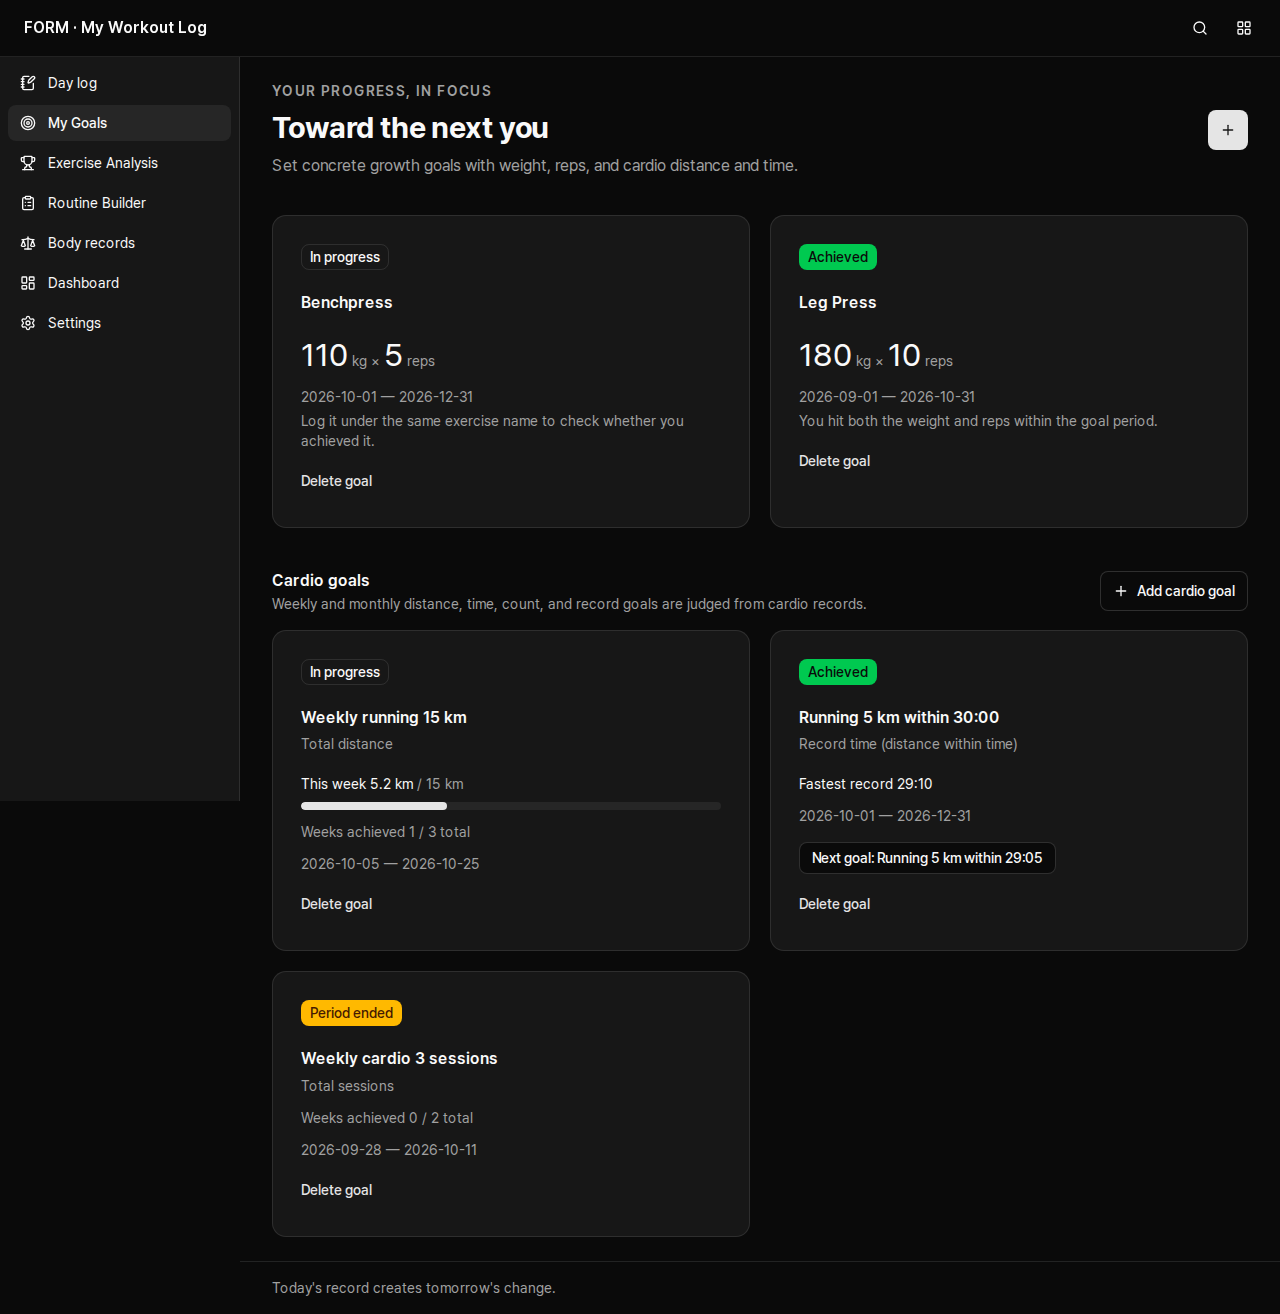 FORM · My Workout Log
Day log
My Goals
Exercise Analysis
Routine Builder
Body records
Dashboard
Settings
YOUR PROGRESS, IN FOCUS
Toward the next you
Set concrete growth goals with weight, reps, and cardio distance and time.
In progress
Benchpress
110 kg × 5 reps
2026-10-01 — 2026-12-31
Log it under the same exercise name to check whether you
achieved it.
Delete goal
Achieved
Leg Press
180 kg × 10 reps
2026-09-01 — 2026-10-31
You hit both the weight and reps within the goal period.
Delete goal
Cardio goals
Weekly and monthly distance, time, count, and record goals are judged from cardio records.
Add cardio goal
In progress
Weekly running 15 km
Total distance
This week 5.2 km / 15 km
Weeks achieved 1 / 3 total
2026-10-05 — 2026-10-25
Delete goal
Achieved
Running 5 km within 30:00
Record time (distance within time)
Fastest record 29:10
2026-10-01 — 2026-12-31
Next goal: Running 5 km within 29:05
Delete goal
Period ended
Weekly cardio 3 sessions
Total sessions
Weeks achieved 0 / 2 total
2026-09-28 — 2026-10-11
Delete goal
Today's record creates tomorrow's change.